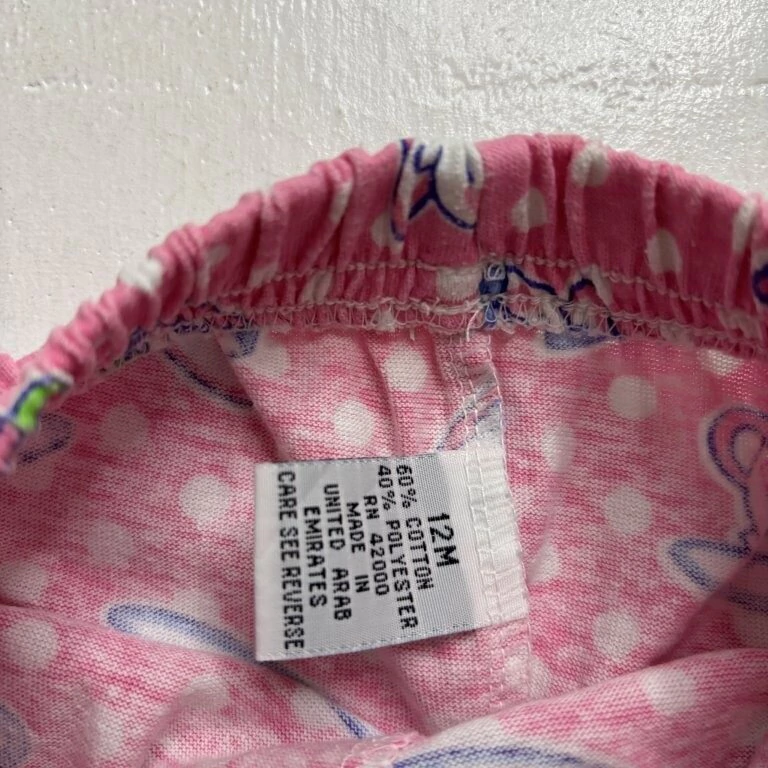 12M
60% COTTON
40% POLYESTER
RN 42000
MADE IN
UNITED ARAB
EMIRATES
CARE SEE REVERSE